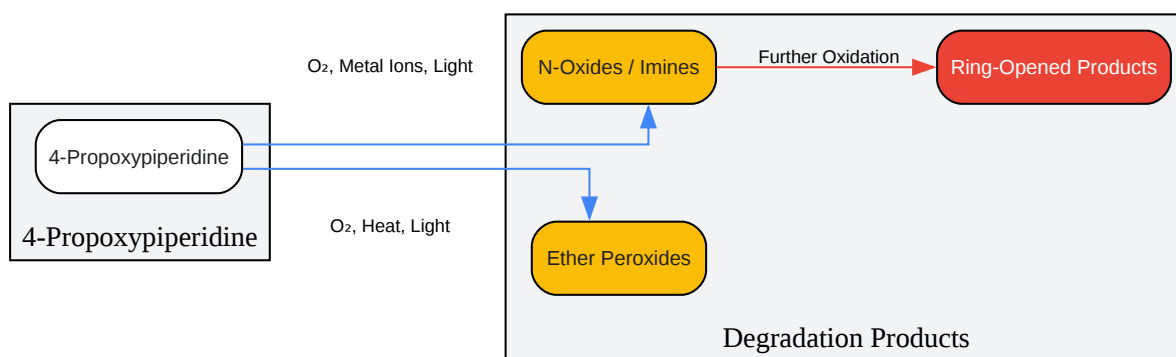 O₂, Metal Ions, Light
N-Oxides / Imines
Further Oxidation
Ring-Opened Products
4-Propoxypiperidine
4-Propoxypiperidine
O₂, Heat, Light
Ether Peroxides
Degradation Products